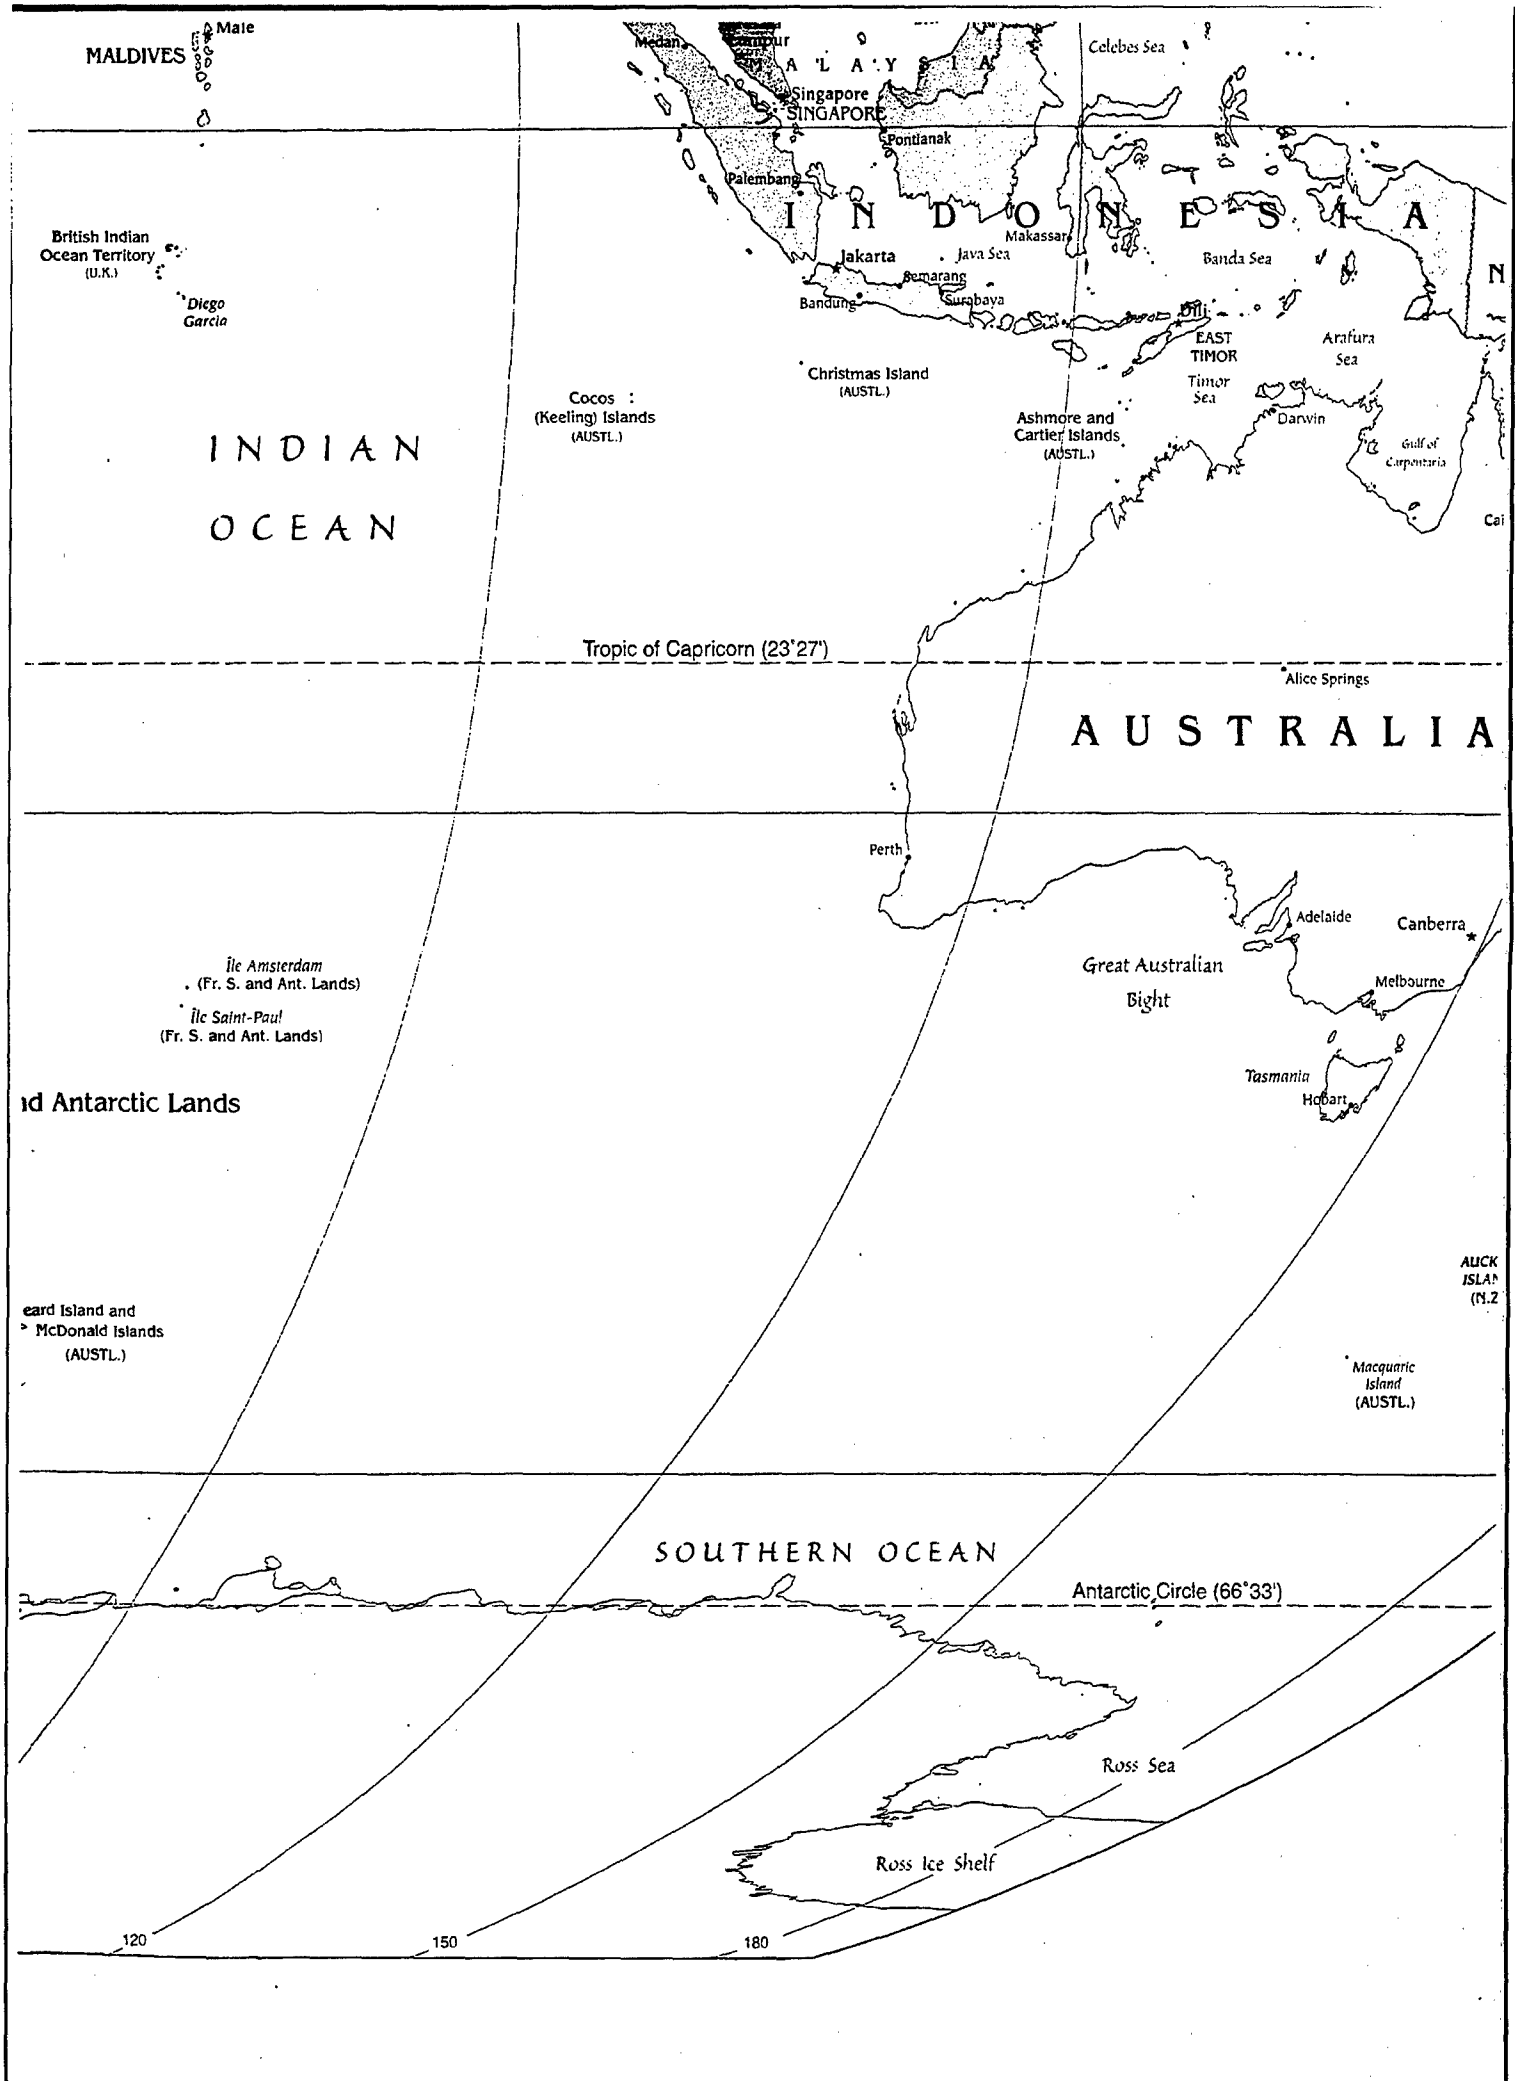 Male
MALDIVES
Medan
Celebes Sea
M A L A Y S I A
Singapore
SINGAPORE
Pontianak
Palembang
I N D O N E S I A
British Indian
Ocean Territory
(U.K.)
Makassar
Java Sea
Banda Sea
Jakarta
Semarang
N
Diego
Garcia
Bandung
Surabaya
Dili
EAST
TIMOR
Arafura
Sea
Christmas Island
(AUSTL.)
Timor
Sea
Cocos
(Keeling) Islands
(AUSTL.)
Ashmore and
Cartier Islands
(AUSTL.)
Darwin
Gulf of
Carpentaria
INDIAN
OCEAN
Cai
Tropic of Capricorn (23°27')
Alice Springs
AUSTRALIA
Perth
Adelaide
Canberra
Île Amsterdam
(Fr. S. and Ant. Lands)
Great Australian
Bight
Melbourne
Île Saint-Paul
(Fr. S. and Ant. Lands)
Tasmania
Hobart
d Antarctic Lands
AUCK
ISLAN
(N.Z
eard Island and
McDonald Islands
(AUSTL.)
Macquarie
Island
(AUSTL.)
SOUTHERN OCEAN
Antarctic Circle (66°33')
Ross Sea
Ross Ice Shelf
120
150
180